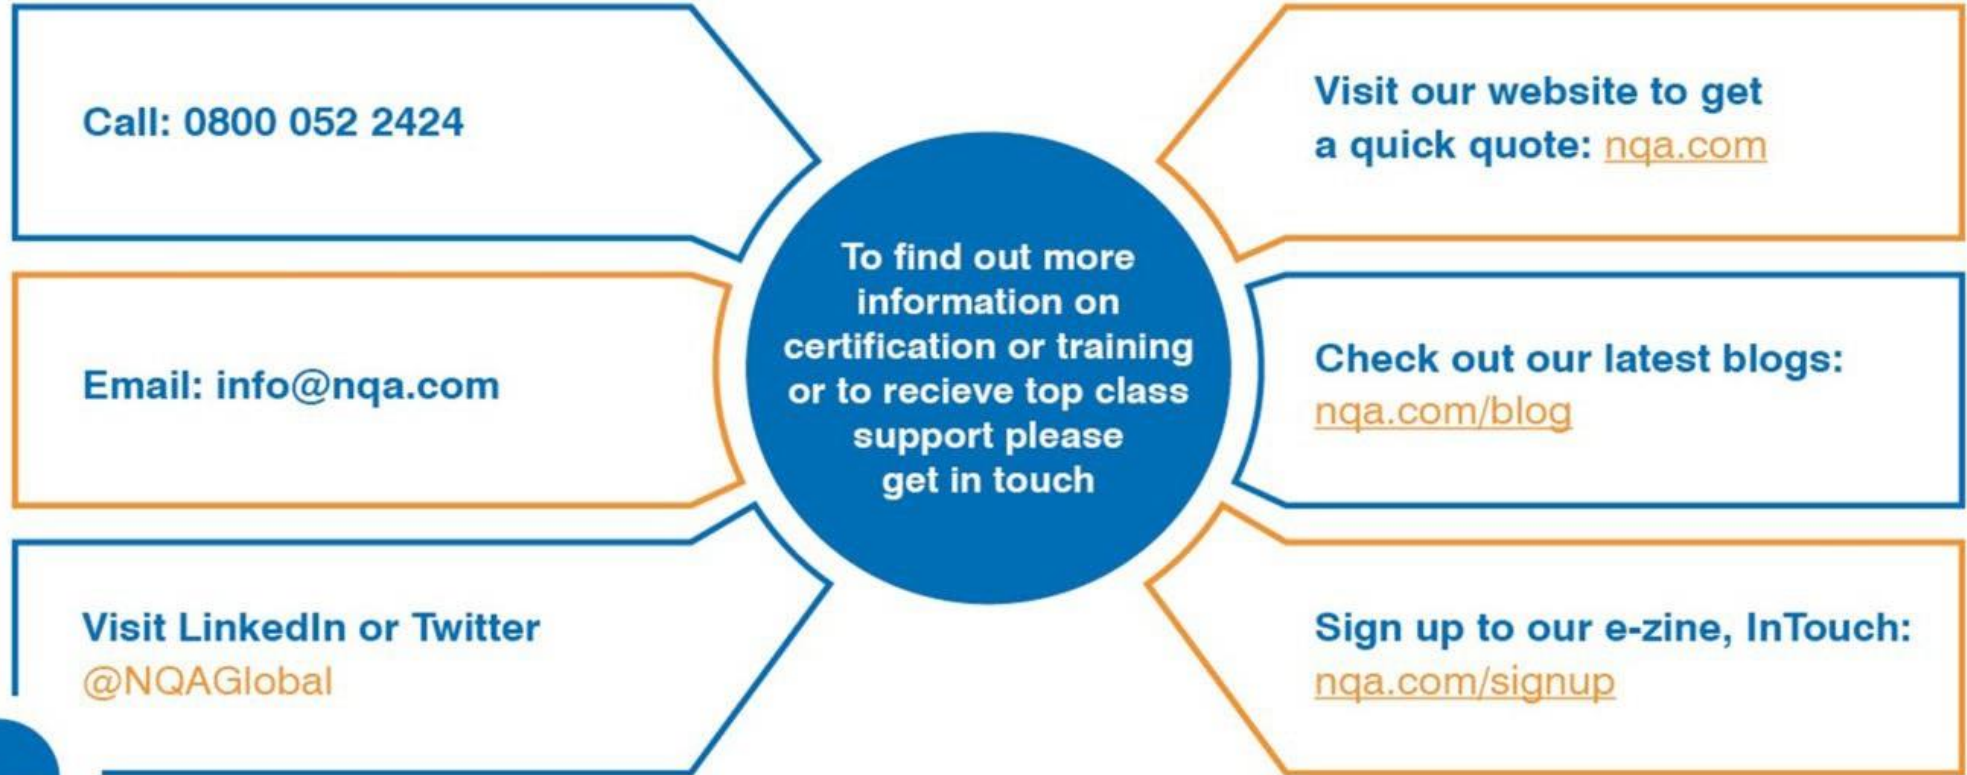 Call: 0800 052 2424
Email: info@nqa.com
Visit LinkedIn or Twitter
@NQAGlobal
To find out more
information on
certification or training
or to recieve top class
support please
get in touch
Visit our website to get
a quick quote: nqa.com
Check out our latest blogs:
nqa.com/blog
Sign up to our e-zine, InTouch:
nqa.com/signup